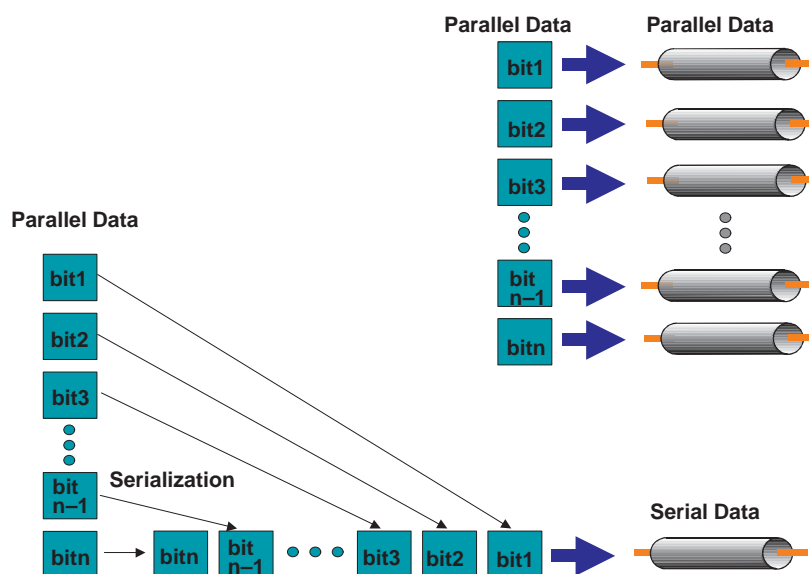 Parallel Data
Parallel Data
bit1
bit2
bit3
bit
n–1
bitn
Parallel Data
bit1
bit2
bit3
bit
n–1
bitn
Serialization
bitn
bit
n–1
bit3
bit2
bit1
Serial Data